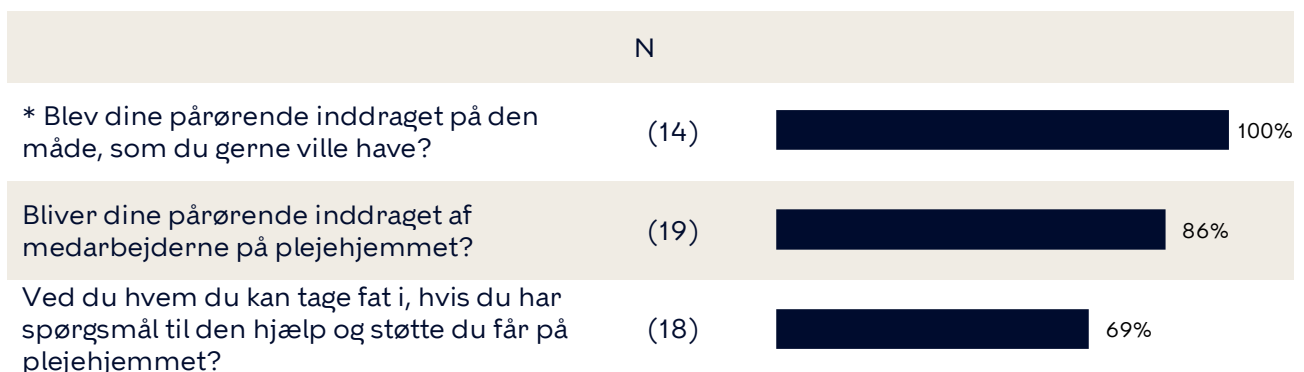 N
* Blev dine pårørende inddraget på den
måde, som du gerne ville have?
(14)
100%
Bliver dine pårørende inddraget af
medarbejderne på plejehjemmet?
(19)
86%
Ved du hvem du kan tage fat i, hvis du har
spørgsmål til den hjælp og støtte du får på
plejehjemmet?
(18)
69%